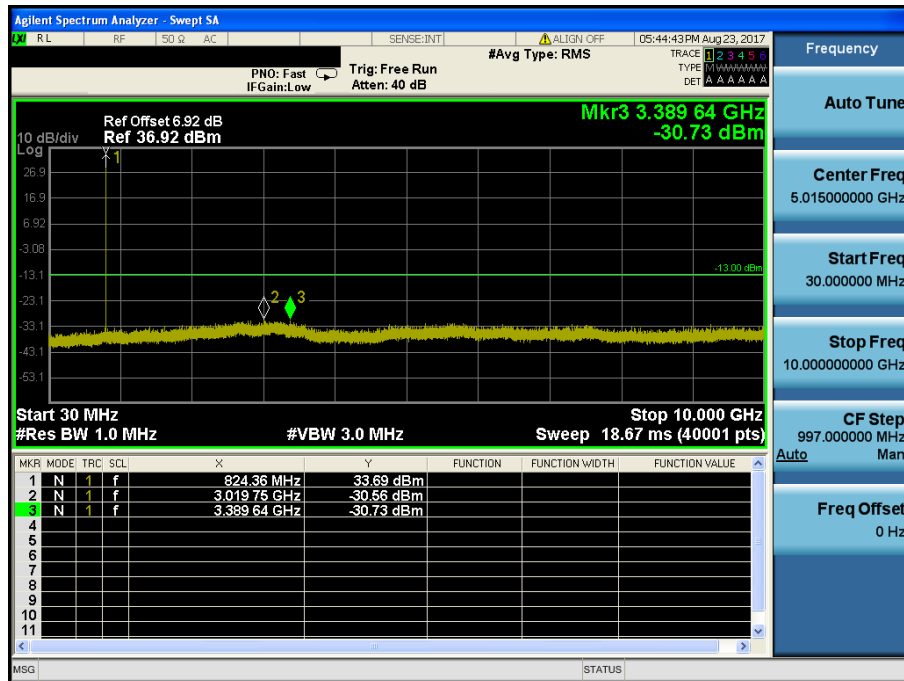 Agilent Spectrum Analyzer - Swept SA
LXI RL RF 50 Ω AC SENSE:INT ALIGN OFF 05:44:43 PM Aug 23, 2017
Frequency
#Avg Type: RMS
TRACE 1 2 3 4 5 6
TYPE M W W W W W
DET A A A A A A
PNO: Fast
IFGain:Low
Trig: Free Run
Atten: 40 dB
Auto Tune
Mkr3 3.389 64 GHz
-30.73 dBm
Ref Offset 6.92 dB
10 dB/div Ref 36.92 dBm
Log
1
26.9
16.9
6.92
-3.08
-13.1
-23.1
-33.1
-43.1
-53.1
-13.00 dBm
2 3
Center Freq
5.015000000 GHz
Start Freq
30.000000 MHz
Stop Freq
10.000000000 GHz
Start 30 MHz Stop 10.000 GHz
#Res BW 1.0 MHz #VBW 3.0 MHz Sweep 18.67 ms (40001 pts)
CF Step
997.000000 MHz
Auto Man
Freq Offset
0 Hz
MKR MODE TRC SCL X Y FUNCTION FUNCTION WIDTH FUNCTION VALUE
1 N 1 f 824.36 MHz 33.69 dBm
2 N 1 f 3.019 75 GHz -30.56 dBm
3 N 1 f 3.389 64 GHz -30.73 dBm
4
5
6
7
8
9
10
11
MSG STATUS